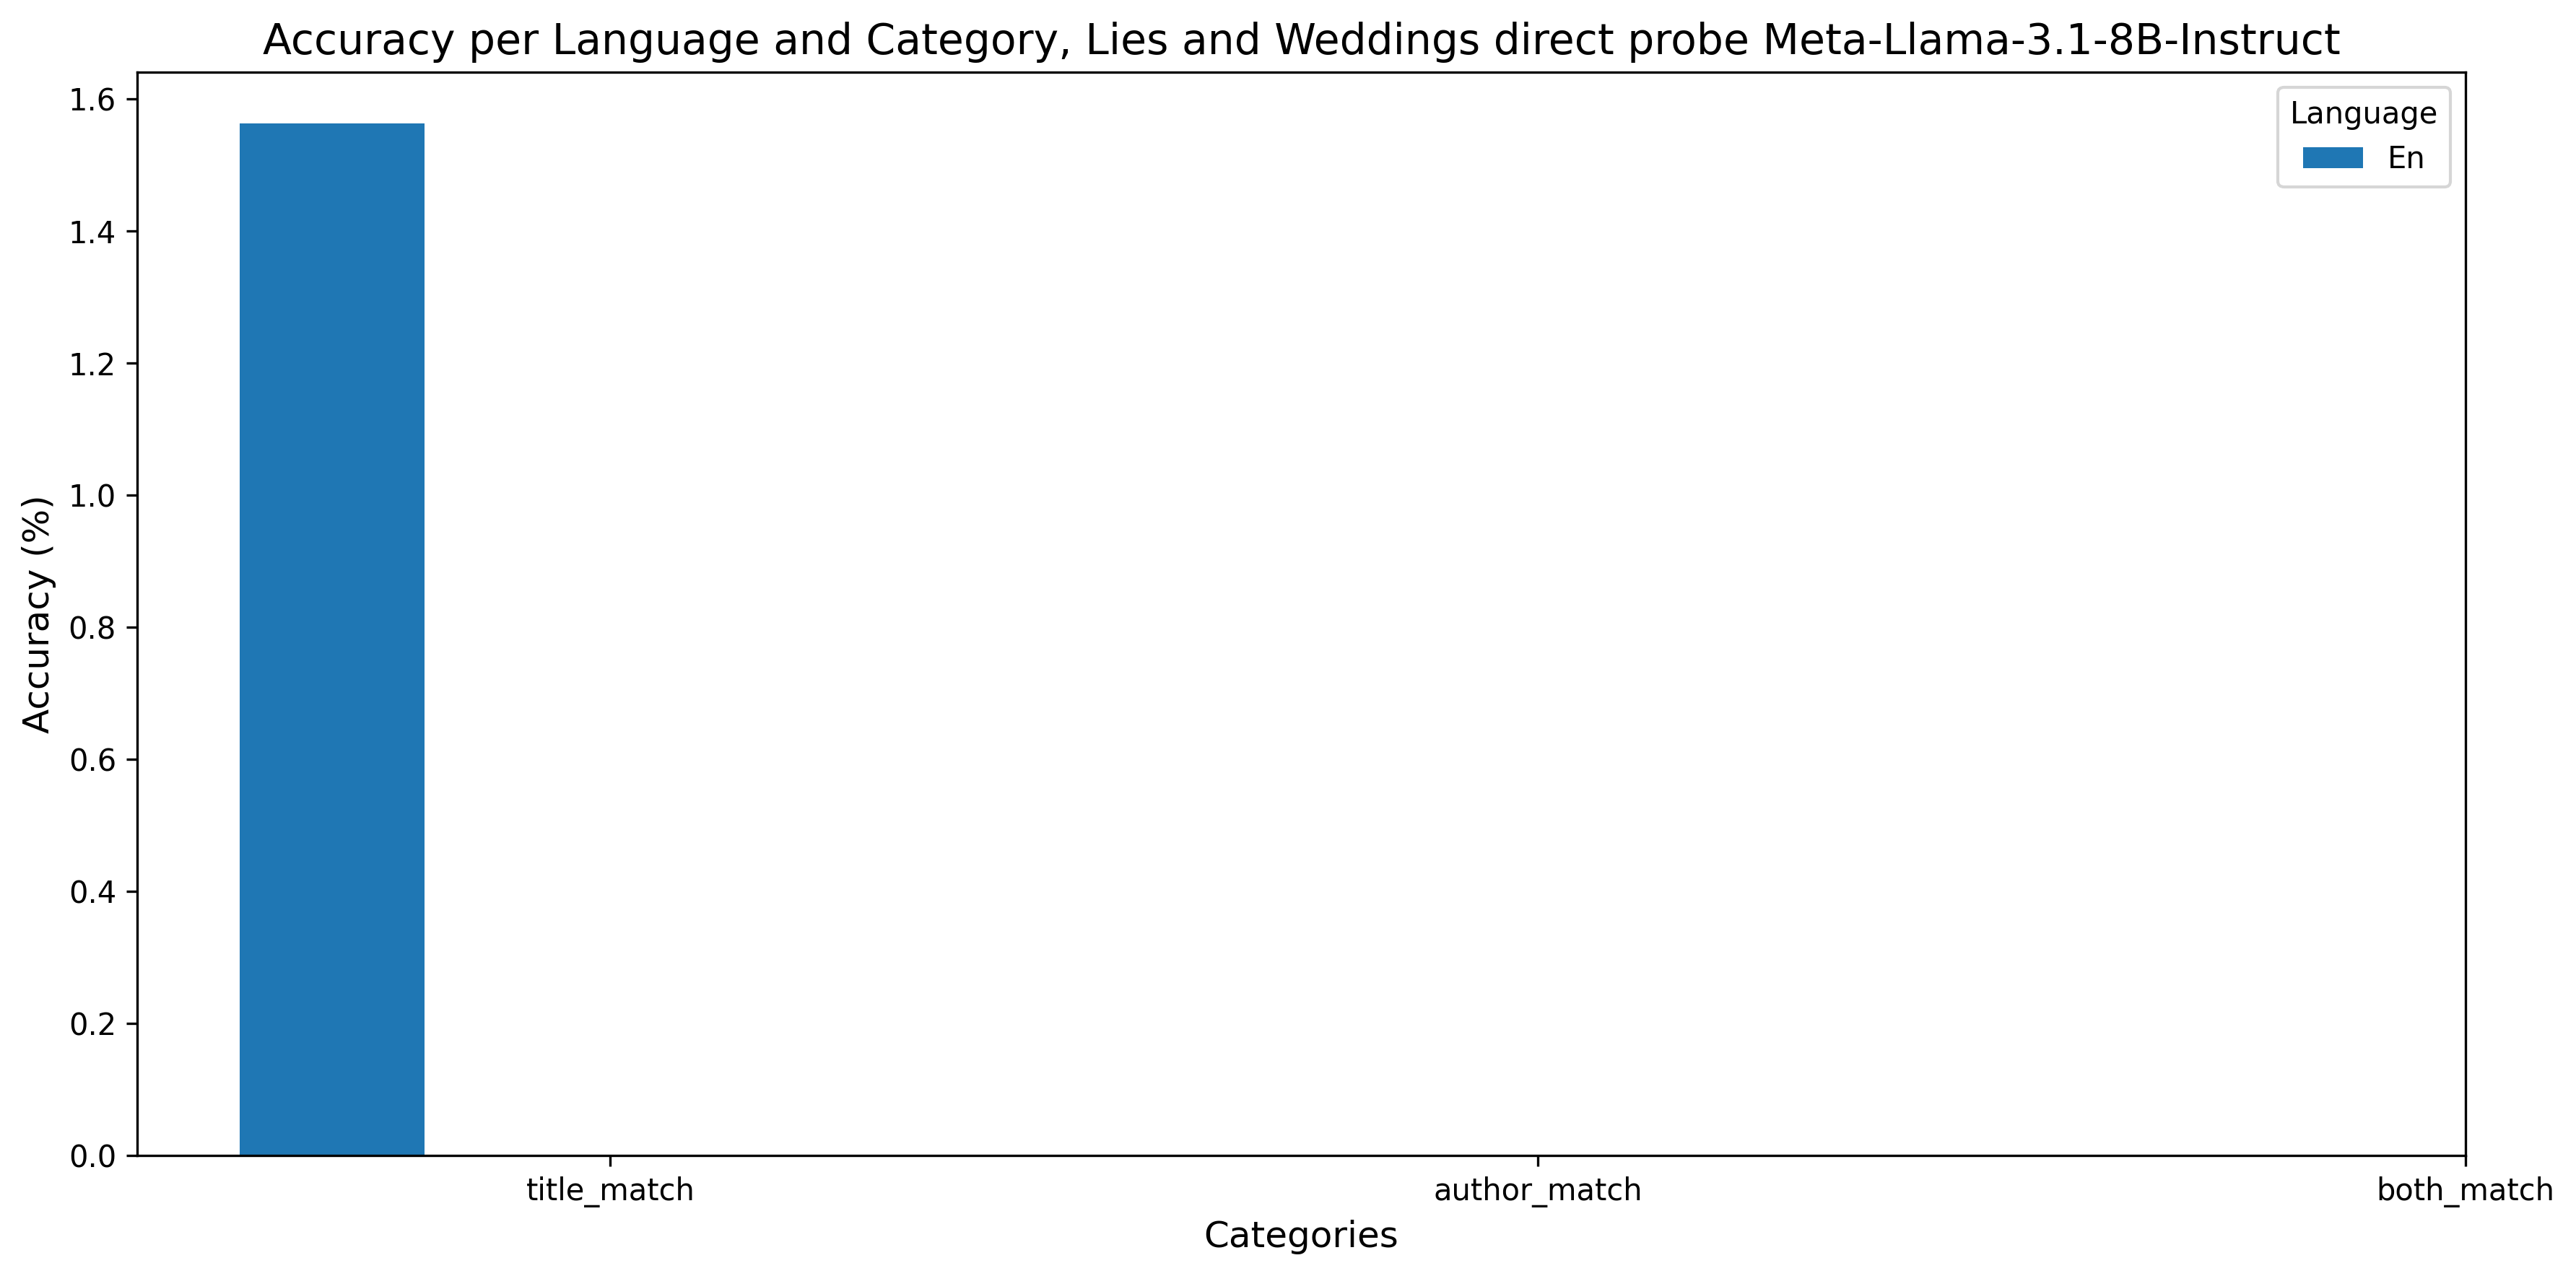 Accuracy per Language and Category, Lies and Weddings direct probe Meta-Llama-3.1-8B-Instruct
Language
En
Accuracy (%)
1.6
1.4
1.2
1.0
0.8
0.6
0.4
0.2
0.0
title_match author_match both_match
Categories